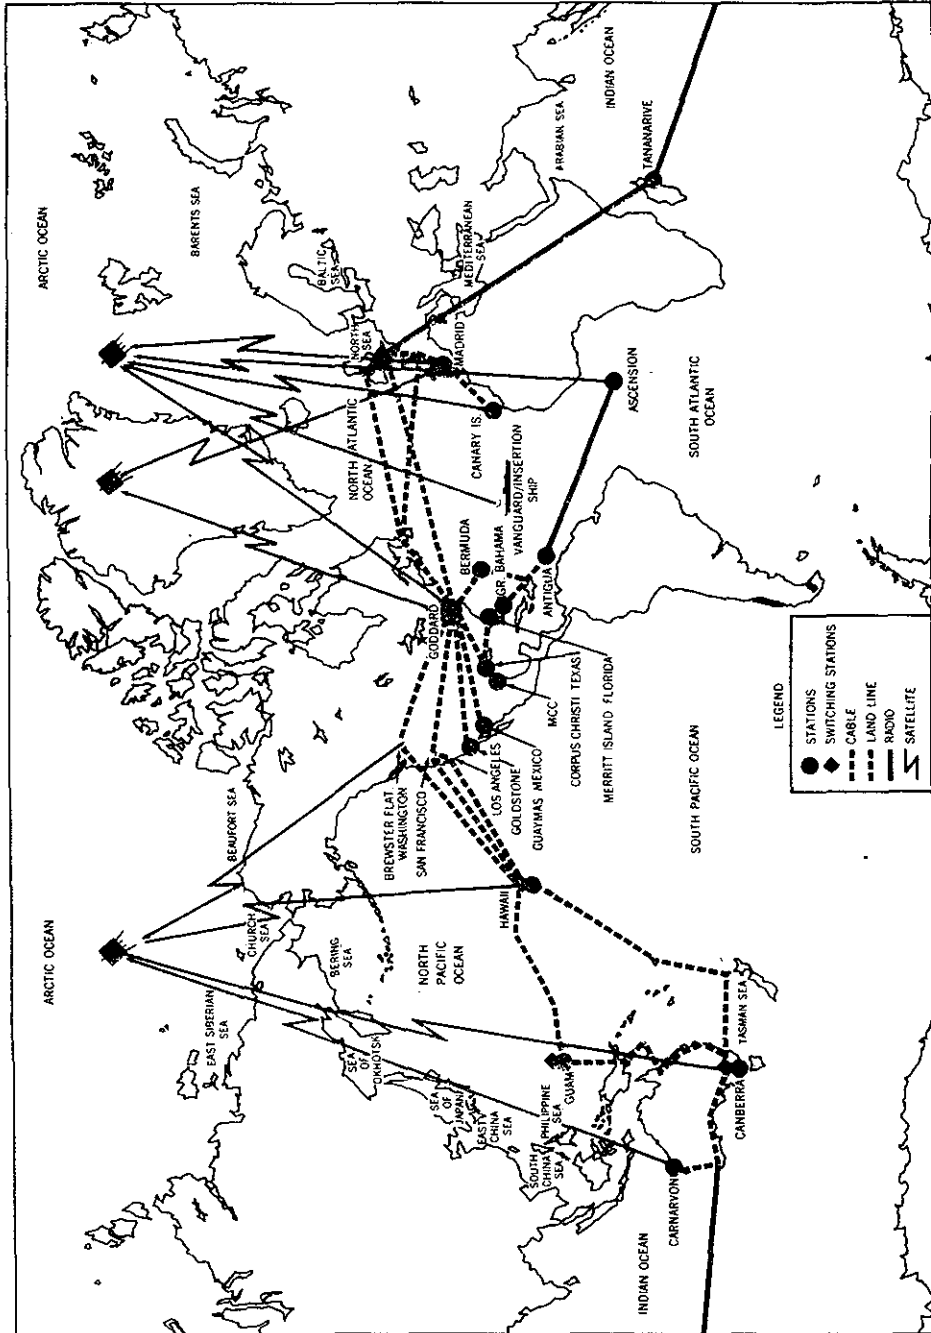 ARCTIC OCEAN
ARCTIC OCEAN
BARENTS SEA
EAST SIBERIAN
SEA
CHURCH
SEA
BEAUFORT SEA
BERING
SEA
SEA
OF
OKHOTSK
SEA
OF
JAPAN
EAST
CHINA
SEA
SOUTH
CHINA
SEA
PHILIPPINE
SEA
NORTH
PACIFIC
OCEAN
BREWSTER FLAT
WASHINGTON
SAN FRANCISCO
LOS ANGELES
GOLDSTONE
GUAYMAS MEXICO
GODDARD
NORTH ATLANTIC
OCEAN
NORTH
SEA
BALTIC
SEA
MADRID
MEDITERRANEAN
SEA
ARABIAN SEA
INDIAN OCEAN
HAWAII
GUAM
MCC
CORPUS CHRISTI TEXAS
MERRITT ISLAND FLORIDA
BERMUDA
GR. BAHAMA
ANTIGUA
CANARY IS.
VANGUARD/INSERTION
SHIP
ASCENSION
TANANARIVE
INDIAN OCEAN
CARNARVON
CANBERRA
TASMAN SEA
SOUTH PACIFIC OCEAN
SOUTH ATLANTIC
OCEAN
LEGEND
STATIONS
SWITCHING STATIONS
CABLE
LAND LINE
RADIO
SATELLITE